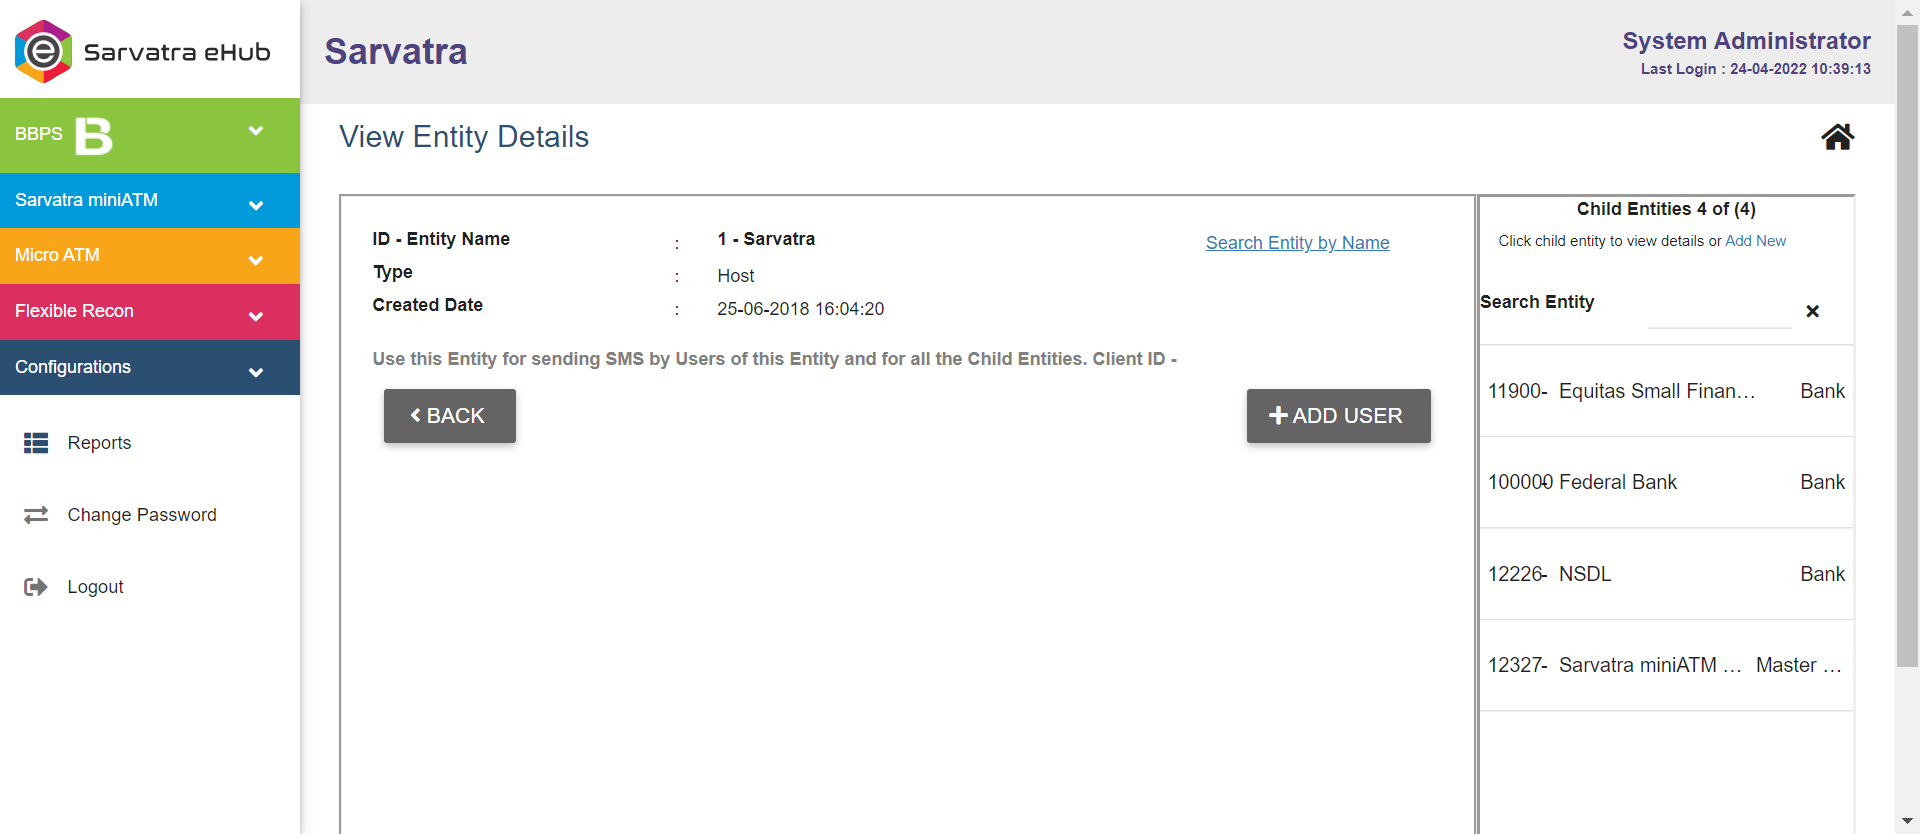 Sarvatra eHub
Sarvatra
System Administrator
Last Login : 24-04-2022 10:39:13
BBPS B
Sarvatra miniATM
Micro ATM
Flexible Recon
Configurations
Reports
Change Password
Logout
View Entity Details
ID - Entity Name : 1 - Sarvatra
Search Entity by Name
Type : Host
Created Date : 25-06-2018 16:04:20
Use this Entity for sending SMS by Users of this Entity and for all the Child Entities. Client ID -
BACK
ADD USER
Child Entities 4 of (4)
Click child entity to view details or Add New
Search Entity
11900- Equitas Small Finan... Bank
100000- Federal Bank Bank
12226- NSDL Bank
12327- Sarvatra miniATM ... Master ...